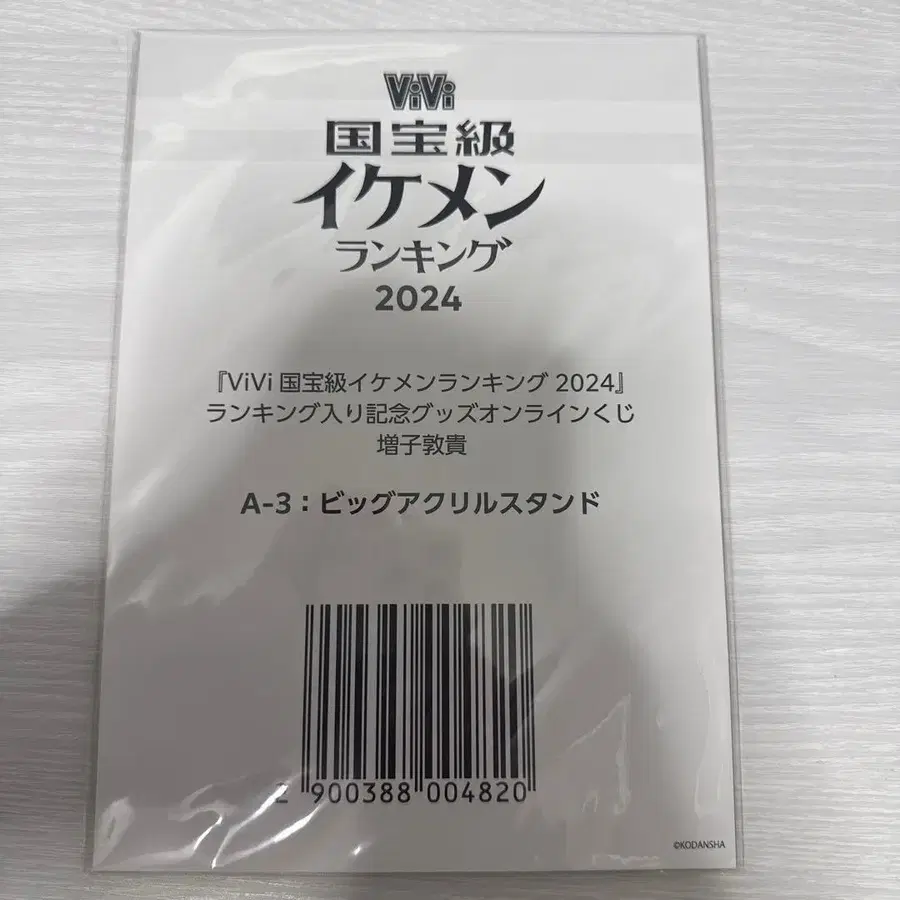 ViVi
国宝級
イケメン
ランキング
2024
『ViVi 国宝級イケメンランキング 2024』
ランキング入り記念グッズオンラインくじ
増子敦貴
A-3：ビッグアクリルスタンド
2 900388 004820
©KODANSHA